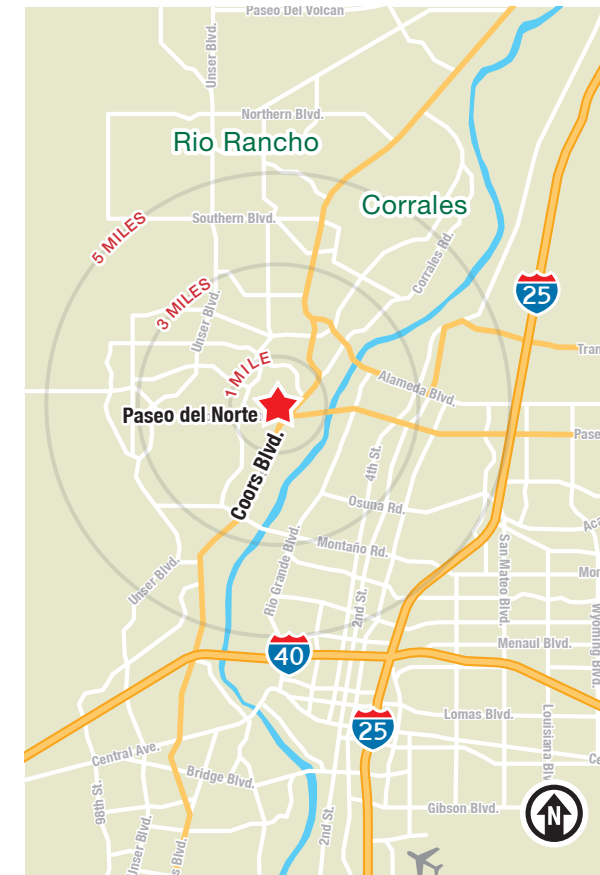 Paseo Del Volcan
Unser Blvd.
Northern Blvd.
Rio Rancho
Corrales
Southern Blvd.
5 MILES
Corrales Rd.
3 MILES
25
Unser Blvd.
Tran
1 MILE
Alameda Blvd.
Paseo del Norte
Pase
Coors Blvd.
4th St.
Osuna Rd.
Aca
Montaño Rd.
San Mateo Blvd.
Unser Blvd.
Rio Grande Blvd.
2nd St.
Mon
Wyoming Blvd.
Menaul Blvd.
40
Lomas Blvd.
25
Louisiana Blv
Central Ave.
Ce
Bridge Blvd.
98th St.
Gibson Blvd.
N
Unser Blvd.
s Blvd.
2nd St.